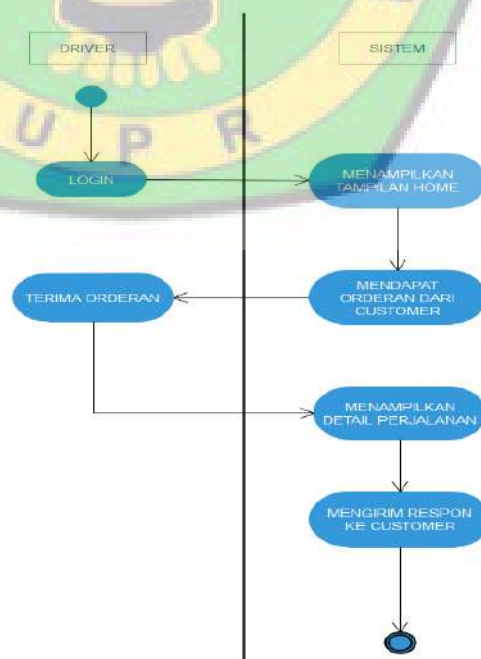 DRIVER
SISTEM
U P R
LOGIN
MENAMPILKAN
TAMPILAN HOME
TERIMA ORDERAN
MENDAPAT
ORDERAN DARI
CUSTOMER
MENAMPILKAN
DETAIL PERJALANAN
MENGIRIM RESPON
KE CUSTOMER